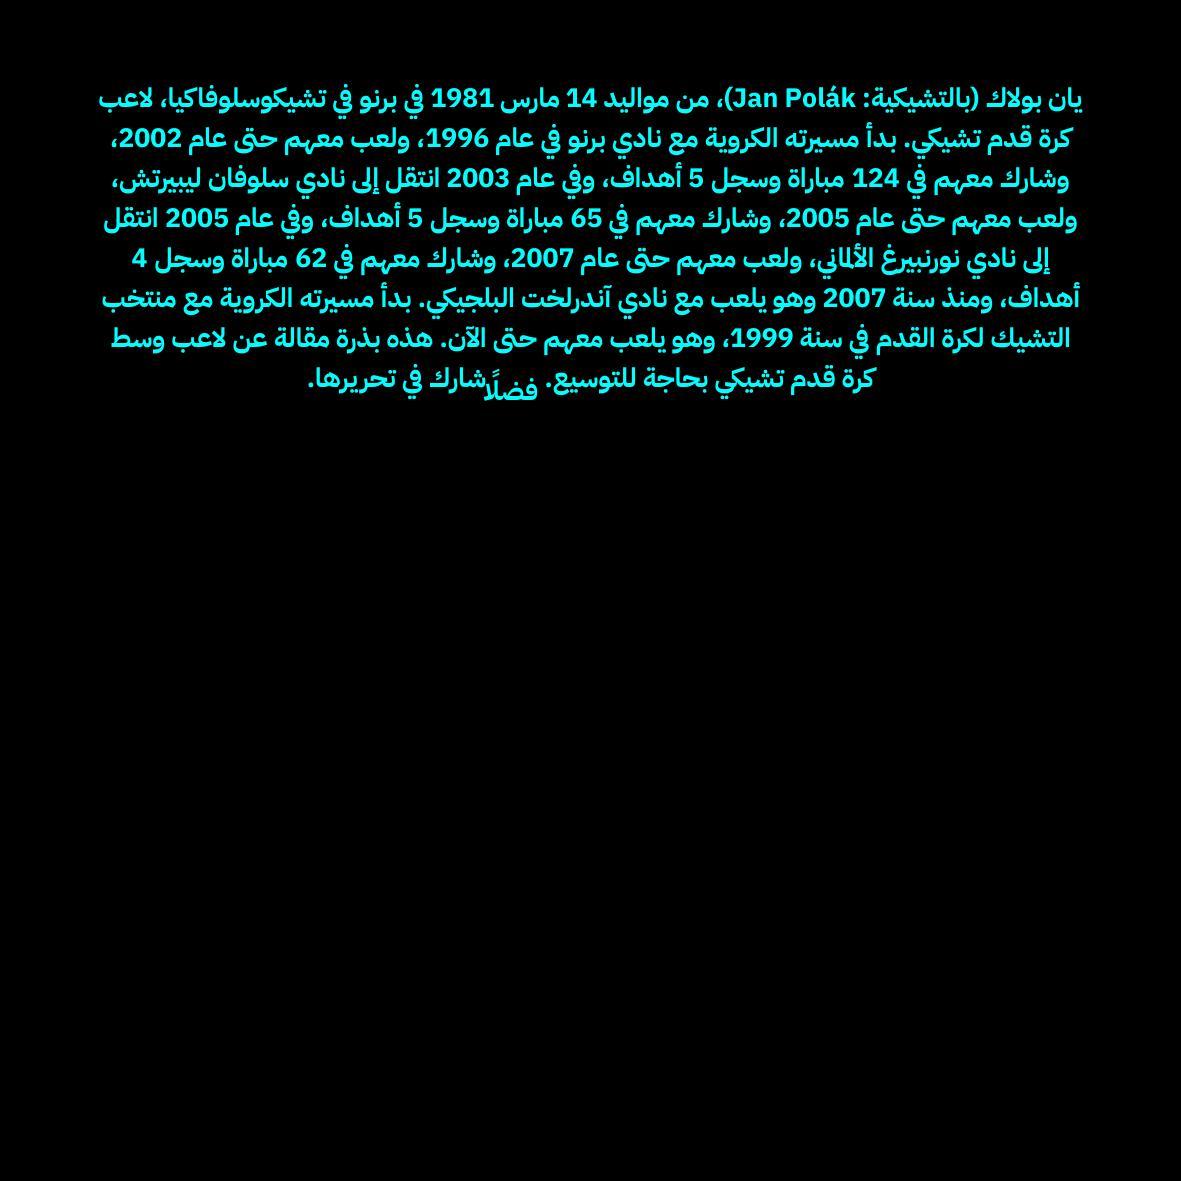 يان بولاك (بالتشيكية: Jan Polák)، من مواليد 14 مارس 1981 في برنو في تشيكوسلوفاكيا، لاعب
كرة قدم تشيكي. بدأ مسيرته الكروية مع نادي برنو في عام 1996، ولعب معهم حتى عام 2002،
وشارك معهم في 124 مباراة وسجل 5 أهداف، وفي عام 2003 انتقل إلى نادي سلوفان ليبيرتش،
ولعب معهم حتى عام 2005، وشارك معهم في 65 مباراة وسجل 5 أهداف، وفي عام 2005 انتقل
إلى نادي نورنبيرغ الألماني، ولعب معهم حتى عام 2007، وشارك معهم في 62 مباراة وسجل 4
أهداف، ومنذ سنة 2007 وهو يلعب مع نادي آندرلخت البلجيكي. بدأ مسيرته الكروية مع منتخب
التشيك لكرة القدم في سنة 1999، وهو يلعب معهم حتى الآن. هذه بذرة مقالة عن لاعب وسط
كرة قدم تشيكي بحاجة للتوسيع. فضلًا شارك في تحريرها.